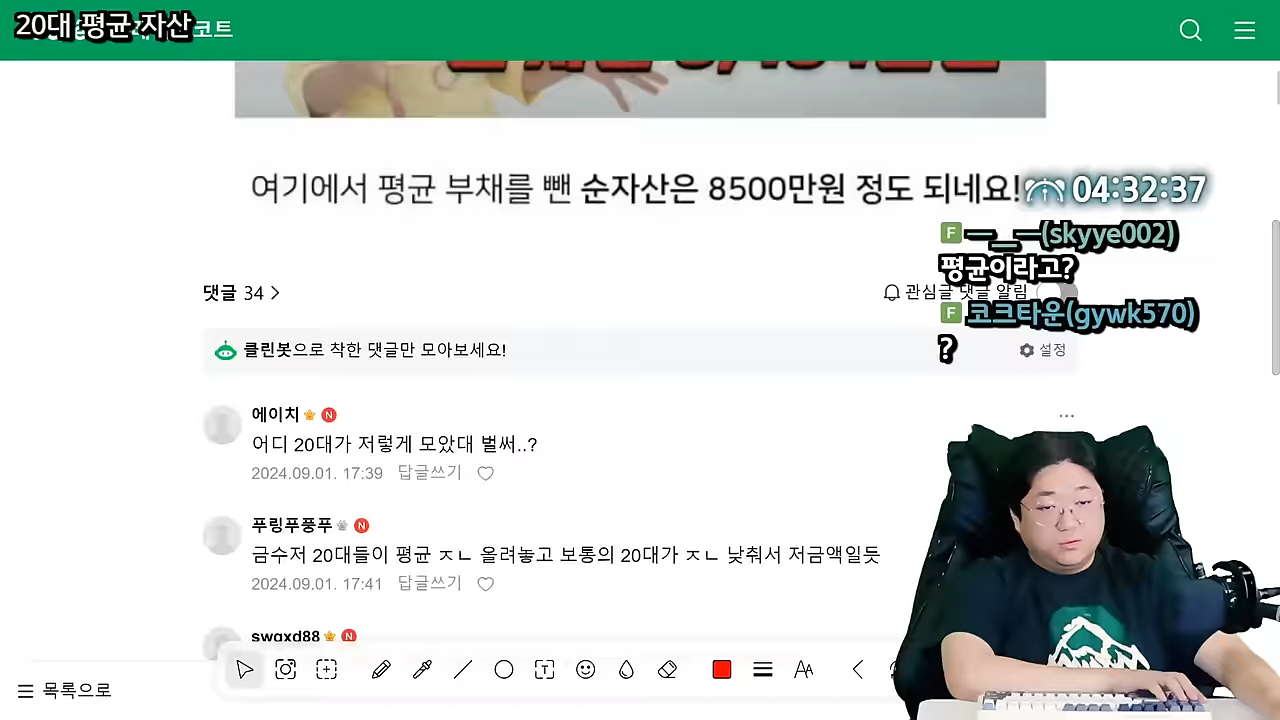 20대 평균 자산
코트
여기에서 평균 부채를 뺀 순자산은 8500만원 정도 되네요!
04:32:37
F ㅡ_ㅡ(skyye002)
평균이라고?
댓글 34
관심글 댓글 알림
F 코크타운(gywk570)
?
클린봇으로 착한 댓글만 모아보세요!
설정
에이치 N
어디 20대가 저렇게 모았대 벌써..?
2024.09.01. 17:39 답글쓰기
푸링푸풍푸 N
금수저 20대들이 평균 ㅈㄴ 올려놓고 보통의 20대가 ㅈㄴ 낮춰서 저금액일듯
2024.09.01. 17:41 답글쓰기
swgxd88 N
목록으로